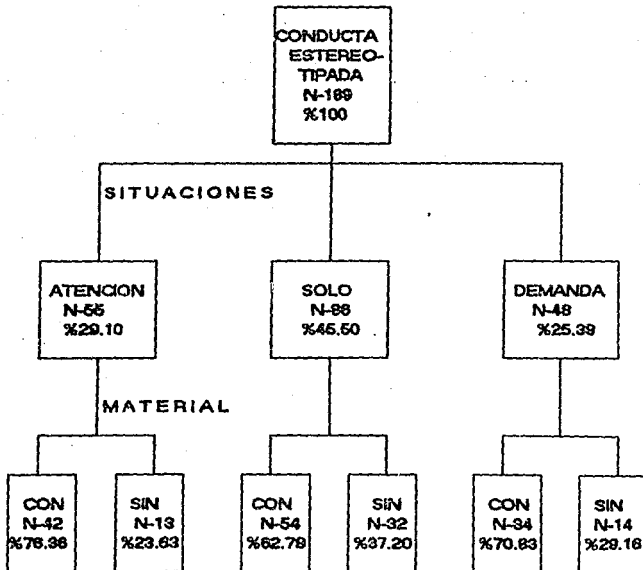 CONDUCTA
ESTEREO-
TIPADA
N-189
%100
SITUACIONES
ATENCION
N-55
%29.10
SOLO
N-86
%45.50
DEMANDA
N-48
%25.39
MATERIAL
CON
N-42
%76.36
SIN
N-13
%23.63
CON
N-54
%62.79
SIN
N-32
%37.20
CON
N-34
%70.83
SIN
N-14
%29.16